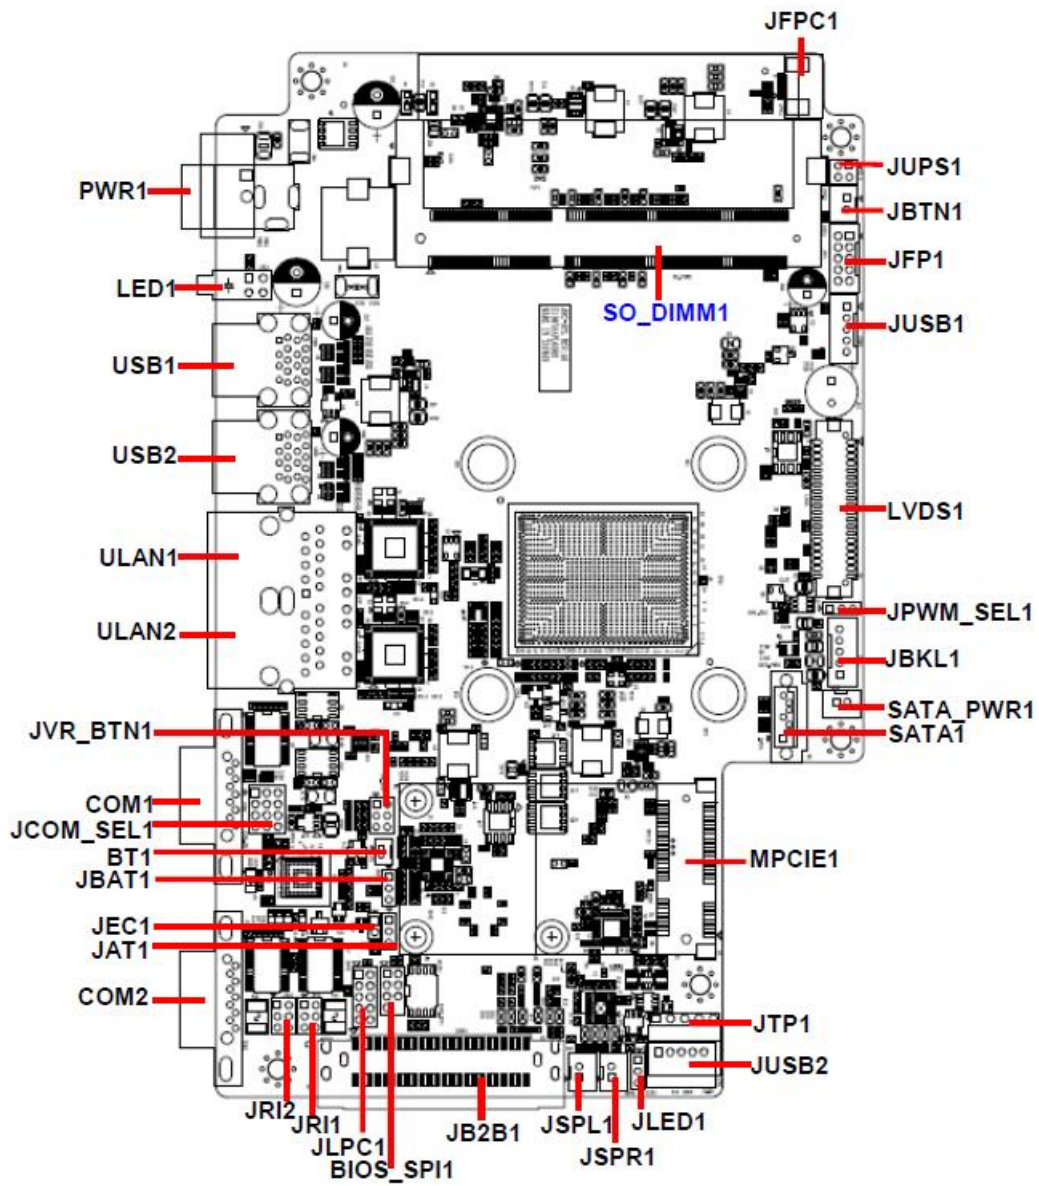 JFPC1
JUPS1
PWR1
JBTN1
JFP1
LED1
SO_DIMM1
JUSB1
USB1
USB2
LVDS1
ULAN1
JPWM_SEL1
ULAN2
JBKL1
SATA_PWR1
JVR_BTN1
SATA1
COM1
JCOM_SEL1
BT1
MPCIE1
JBAT1
JEC1
JAT1
COM2
JTP1
JUSB2
JRI2
JRI1
JLPC1
BIOS_SPI1
JB2B1
JSPL1
JLED1
JSPR1